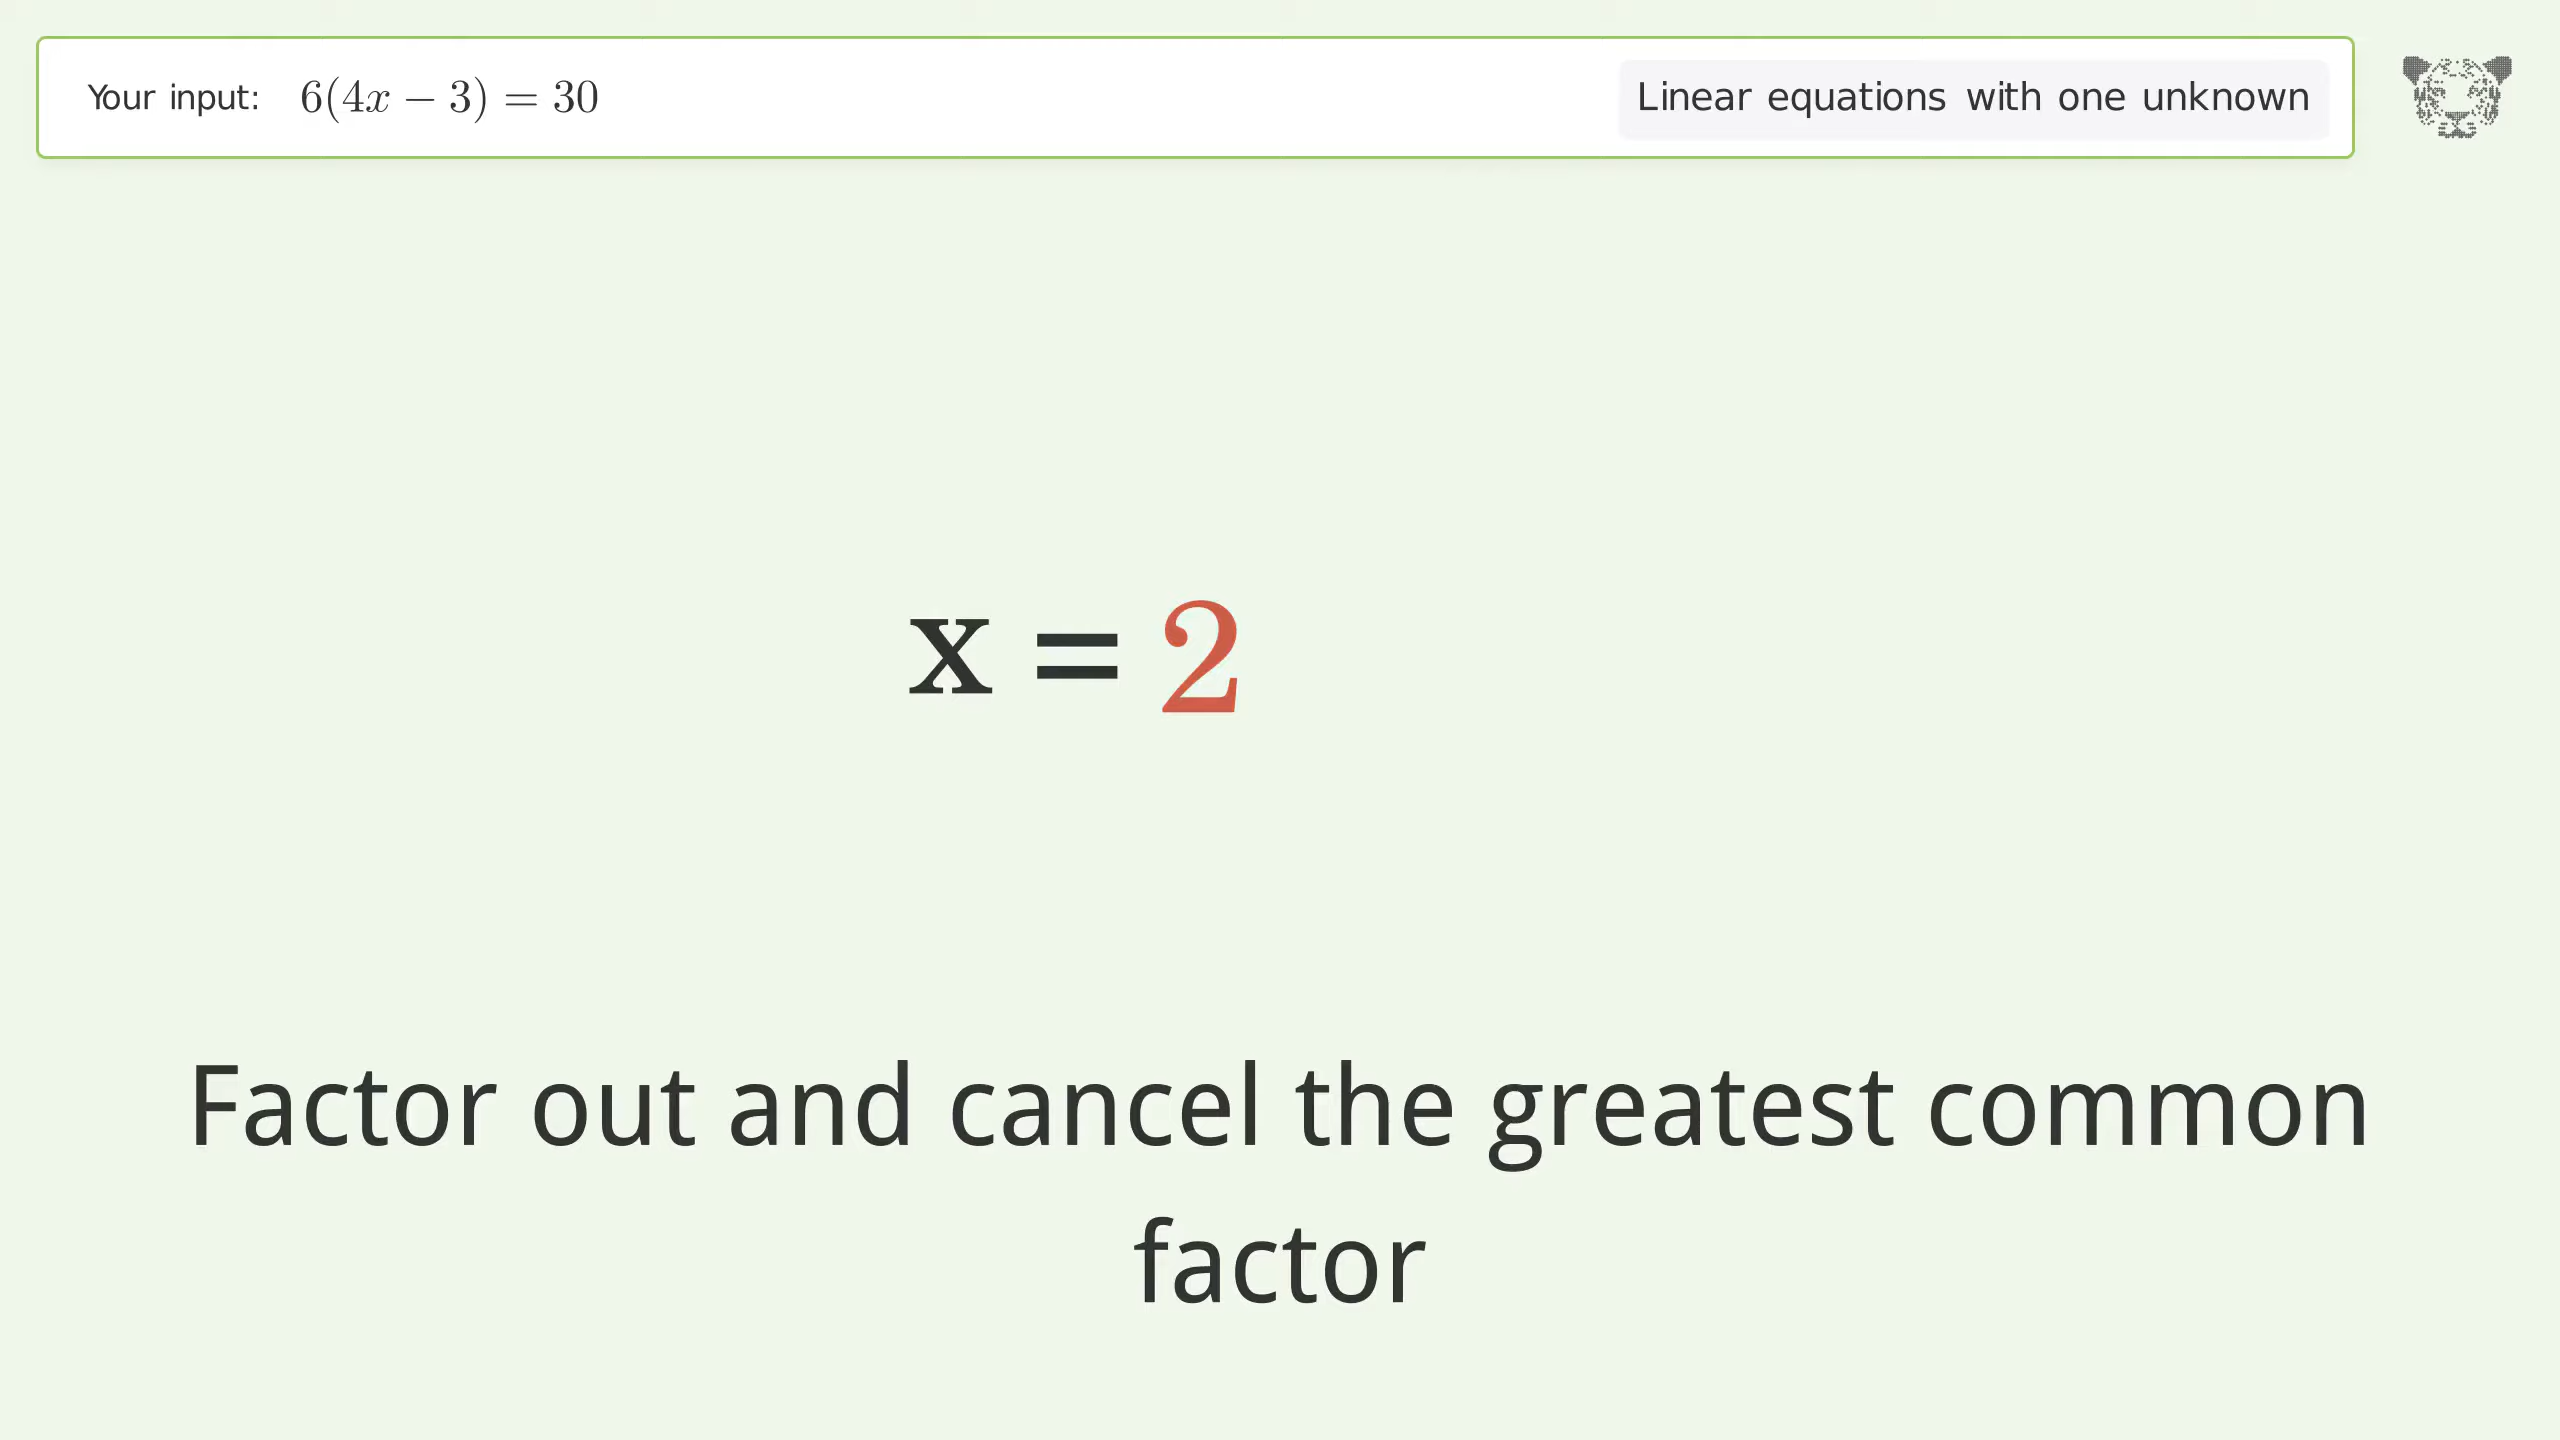 Your input: 6(4x − 3) = 30
Linear equations with one unknown
x = 2
Factor out and cancel the greatest common
factor